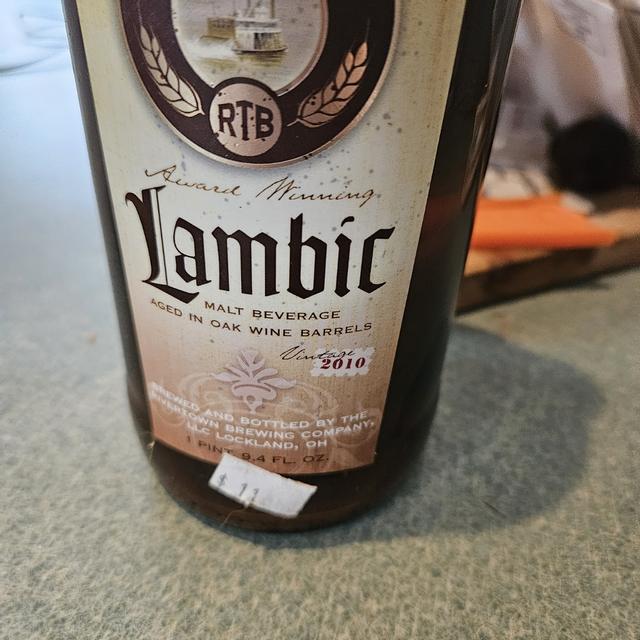 RTB
Award Winning
Lambic
MALT BEVERAGE
AGED IN OAK WINE BARRELS
Vintage 2010
BREWED AND BOTTLED BY THE
RIVERTOWN BREWING COMPANY,
LLC LOCKLAND, OH
1 PINT 9.4 FL. OZ.
$ 11